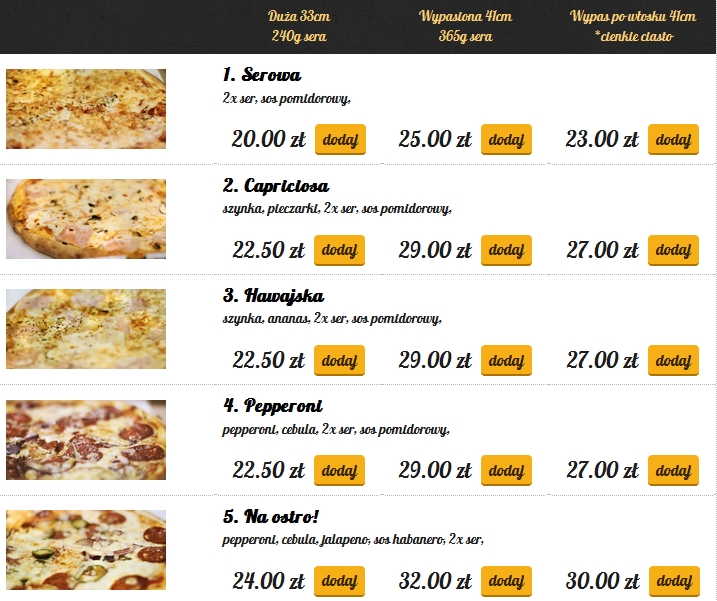 Duża 33cm Wypasiona 41cm Wypas po włosku 41cm
240g sera 365g sera *cienkie ciasto
1. Serowa
2x ser, sos pomidorowy,
20.00 zł dodaj 25.00 zł dodaj 23.00 zł dodaj
2. Capriciosa
szynka, pieczarki, 2x ser, sos pomidorowy,
22.50 zł dodaj 29.00 zł dodaj 27.00 zł dodaj
3. Hawajska
szynka, ananas, 2x ser, sos pomidorowy,
22.50 zł dodaj 29.00 zł dodaj 27.00 zł dodaj
4. Pepperoni
pepperoni, cebula, 2x ser, sos pomidorowy,
22.50 zł dodaj 29.00 zł dodaj 27.00 zł dodaj
5. Na ostro!
pepperoni, cebula, jalapeno, sos habanero, 2x ser,
24.00 zł dodaj 32.00 zł dodaj 30.00 zł dodaj